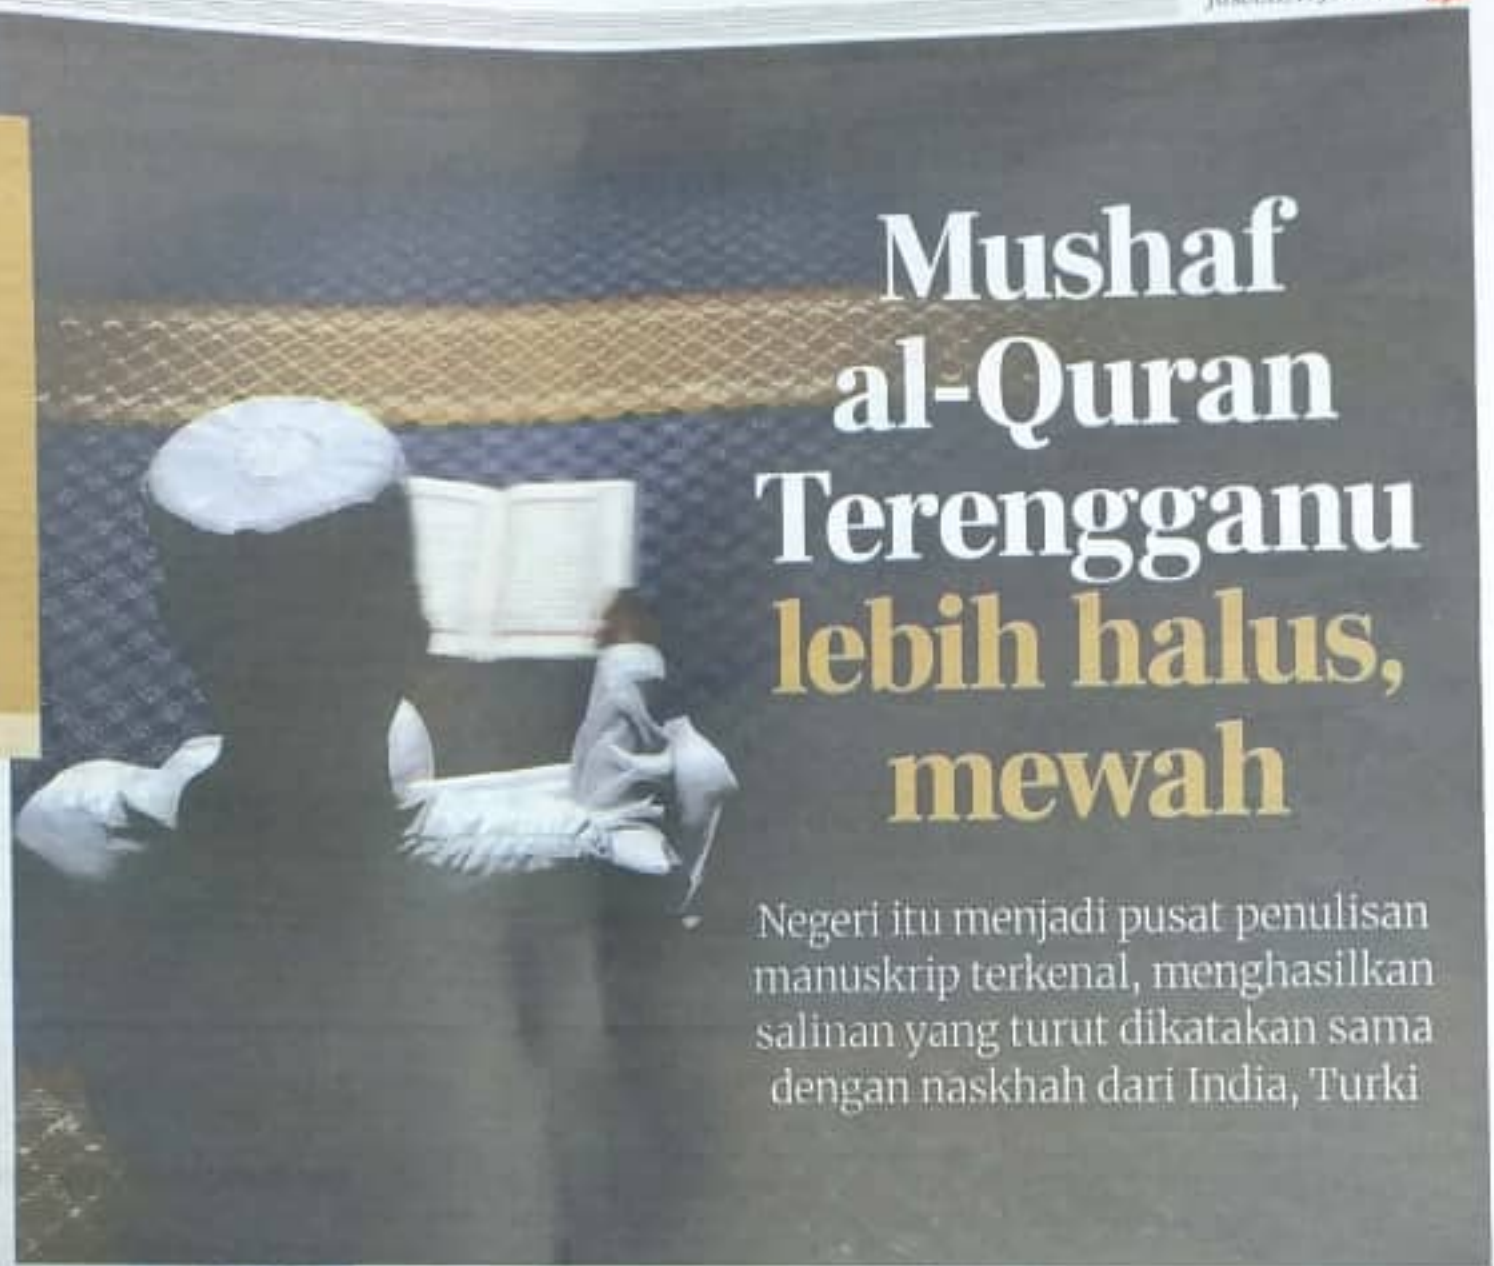 Mushaf
al-Quran
Terengganu
lebih halus,
mewah
Negeri itu menjadi pusat penulisan
manuskrip terkenal, menghasilkan
salinan yang turut dikatakan sama
dengan naskhah dari India, Turki